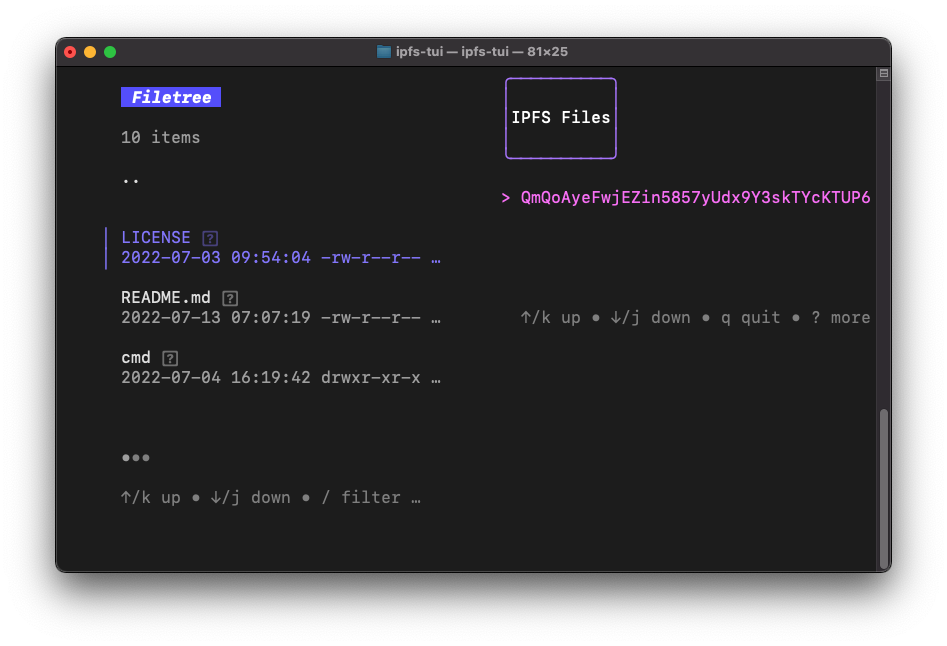 ipfs-tui — ipfs-tui — 81×25
Filetree
10 items
..
LICENSE
2022-07-03 09:54:04 -rw-r--r-- …
README.md
2022-07-13 07:07:19 -rw-r--r-- …
cmd
2022-07-04 16:19:42 drwxr-xr-x …
↑/k up • ↓/j down • / filter …
IPFS Files
> QmQoAyeFwjEZin5857yUdx9Y3skTYcKTUP6
↑/k up • ↓/j down • q quit • ? more